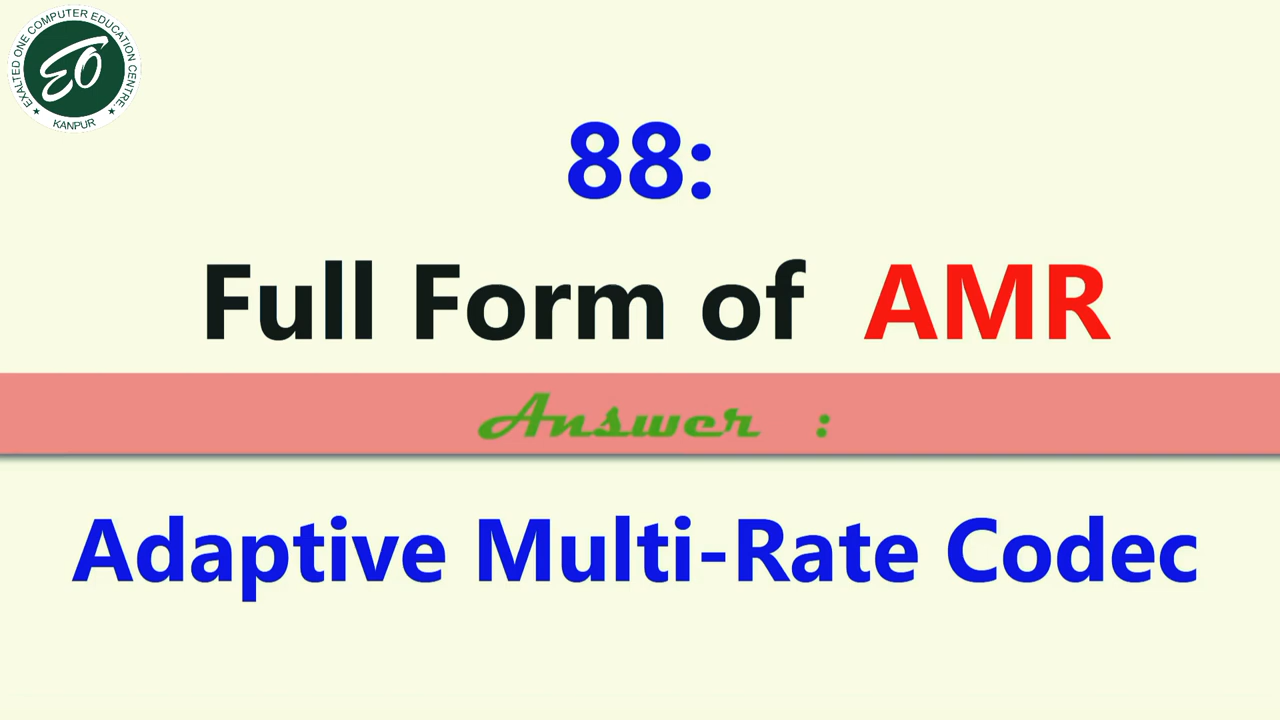 EXALTED ONE COMPUTER EDUCATION CENTRE,
EO
★ KANPUR ★
88:
Full Form of AMR
Answer :
Adaptive Multi-Rate Codec